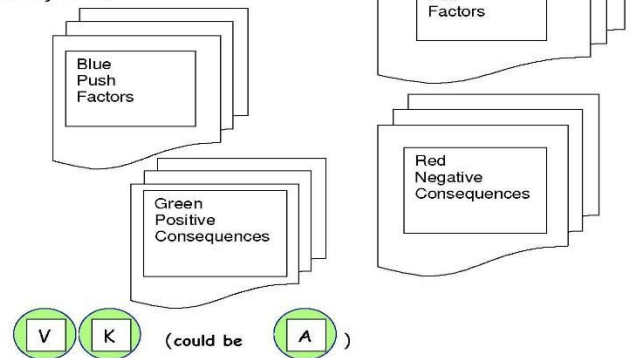 Factors
Blue
Push
Factors
Red
Negative
Consequences
Green
Positive
Consequences
V K (could be A )